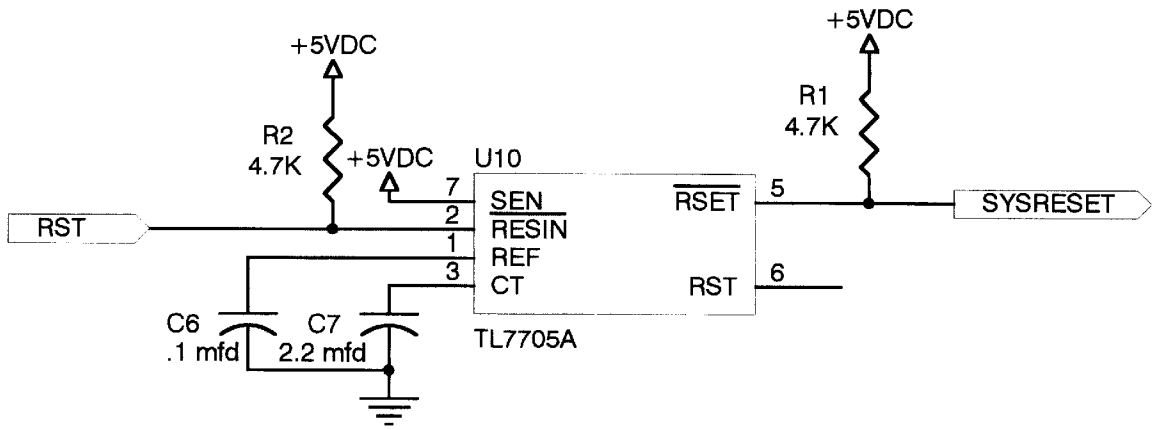 +5VDC
+5VDC
R1
4.7K
R2
4.7K
+5VDC
U10
7
SEN
RSET
5
SYSRESET
RST
2
RESIN
1
REF
3
CT
RST
6
C6
.1 mfd
C7
2.2 mfd
TL7705A